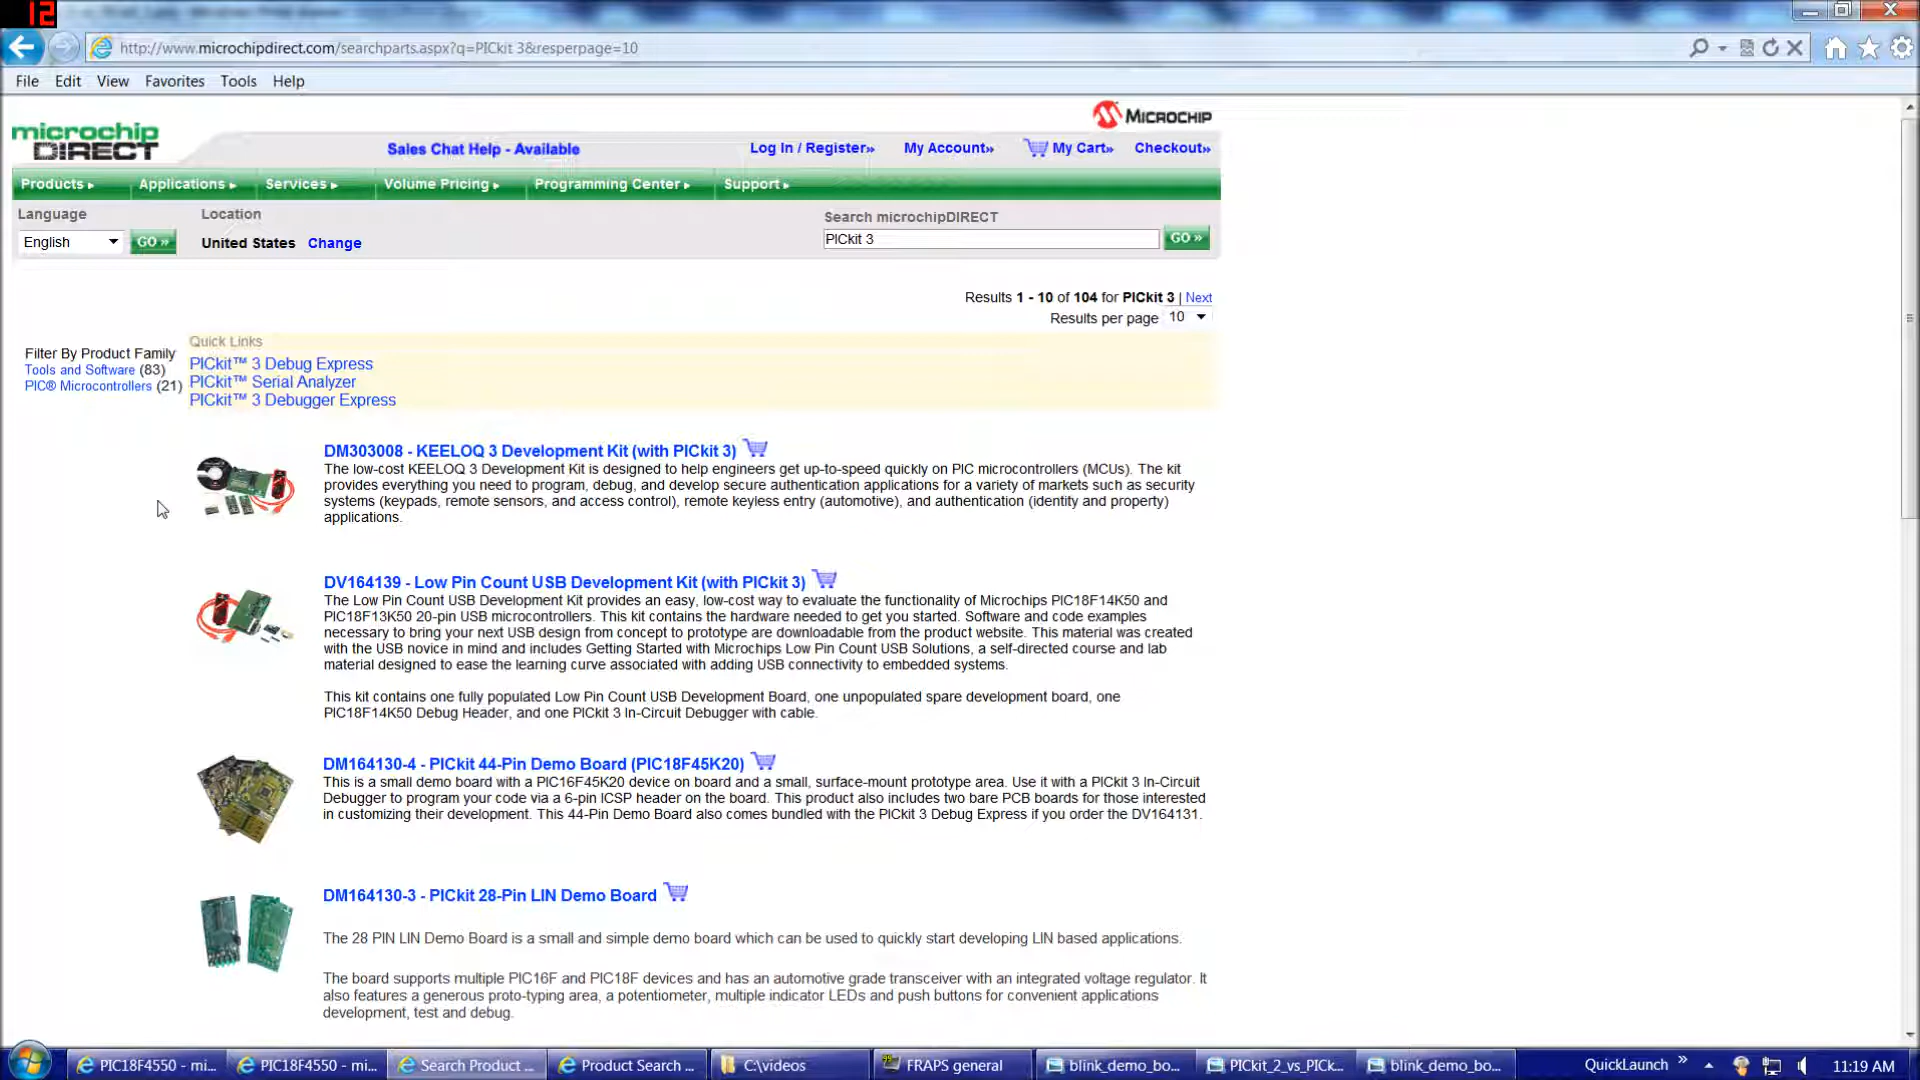 12
http://www.microchipdirect.com/searchparts.aspx?q=PICkit 3&resperpage=10
File Edit View Favorites Tools Help
MICROCHIP
microchip
DIRECT
Sales Chat Help - Available
Log In / Register» My Account» My Cart» Checkout»
Products Applications Services Volume Pricing Programming Center Support
Language Location Search microchipDIRECT
English GO » United States Change PICkit 3 GO »
Results 1 - 10 of 104 for PICkit 3 | Next
Results per page 10
Filter By Product Family
Tools and Software (83)
PIC® Microcontrollers (21)
Quick Links
PICkit™ 3 Debug Express
PICkit™ Serial Analyzer
PICkit™ 3 Debugger Express
DM303008 - KEELOQ 3 Development Kit (with PICkit 3)
The low-cost KEELOQ 3 Development Kit is designed to help engineers get up-to-speed quickly on PIC microcontrollers (MCUs). The kit
provides everything you need to program, debug, and develop secure authentication applications for a variety of markets such as security
systems (keypads, remote sensors, and access control), remote keyless entry (automotive), and authentication (identity and property)
applications.
DV164139 - Low Pin Count USB Development Kit (with PICkit 3)
The Low Pin Count USB Development Kit provides an easy, low-cost way to evaluate the functionality of Microchips PIC18F14K50 and
PIC18F13K50 20-pin USB microcontrollers. This kit contains the hardware needed to get you started. Software and code examples
necessary to bring your next USB design from concept to prototype are downloadable from the product website. This material was created
with the USB novice in mind and includes Getting Started with Microchips Low Pin Count USB Solutions, a self-directed course and lab
material designed to ease the learning curve associated with adding USB connectivity to embedded systems.
This kit contains one fully populated Low Pin Count USB Development Board, one unpopulated spare development board, one
PIC18F14K50 Debug Header, and one PICkit 3 In-Circuit Debugger with cable.
DM164130-4 - PICkit 44-Pin Demo Board (PIC18F45K20)
This is a small demo board with a PIC16F45K20 device on board and a small, surface-mount prototype area. Use it with a PICkit 3 In-Circuit
Debugger to program your code via a 6-pin ICSP header on the board. This product also includes two bare PCB boards for those interested
in customizing their development. This 44-Pin Demo Board also comes bundled with the PICkit 3 Debug Express if you order the DV164131.
DM164130-3 - PICkit 28-Pin LIN Demo Board
The 28 PIN LIN Demo Board is a small and simple demo board which can be used to quickly start developing LIN based applications.
The board supports multiple PIC16F and PIC18F devices and has an automotive grade transceiver with an integrated voltage regulator. It
also features a generous proto-typing area, a potentiometer, multiple indicator LEDs and push buttons for convenient applications
development, test and debug.
PIC18F4550 - mi... PIC18F4550 - mi... Search Product ... Product Search ... C:\videos FRAPS general blink_demo_bo... PICkit_2_vs_PICk... blink_demo_bo... QuickLaunch » 11:19 AM